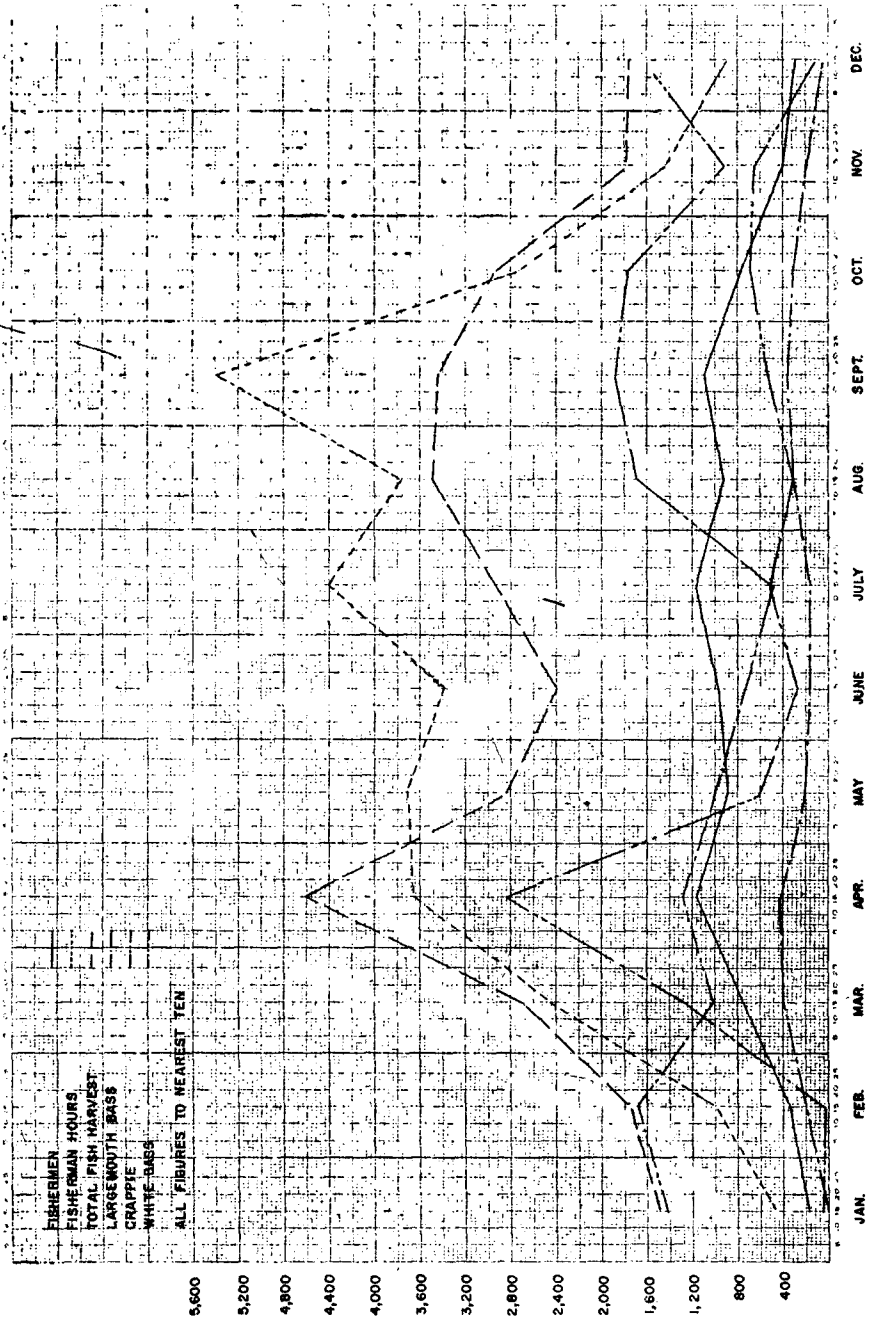 FISHERMEN
FISHERMAN HOURS
TOTAL FISH HARVEST
LARGEMOUTH BASS
CRAPPIE
WHITE BASS
ALL FIGURES TO NEAREST TEN
5,600
5,200
4,800
4,400
4,000
3,600
3,200
2,800
2,400
2,000
1,600
1,200
800
400
JAN.
FEB.
MAR.
APR.
MAY
JUNE
JULY
AUG.
SEPT.
OCT.
NOV.
DEC.